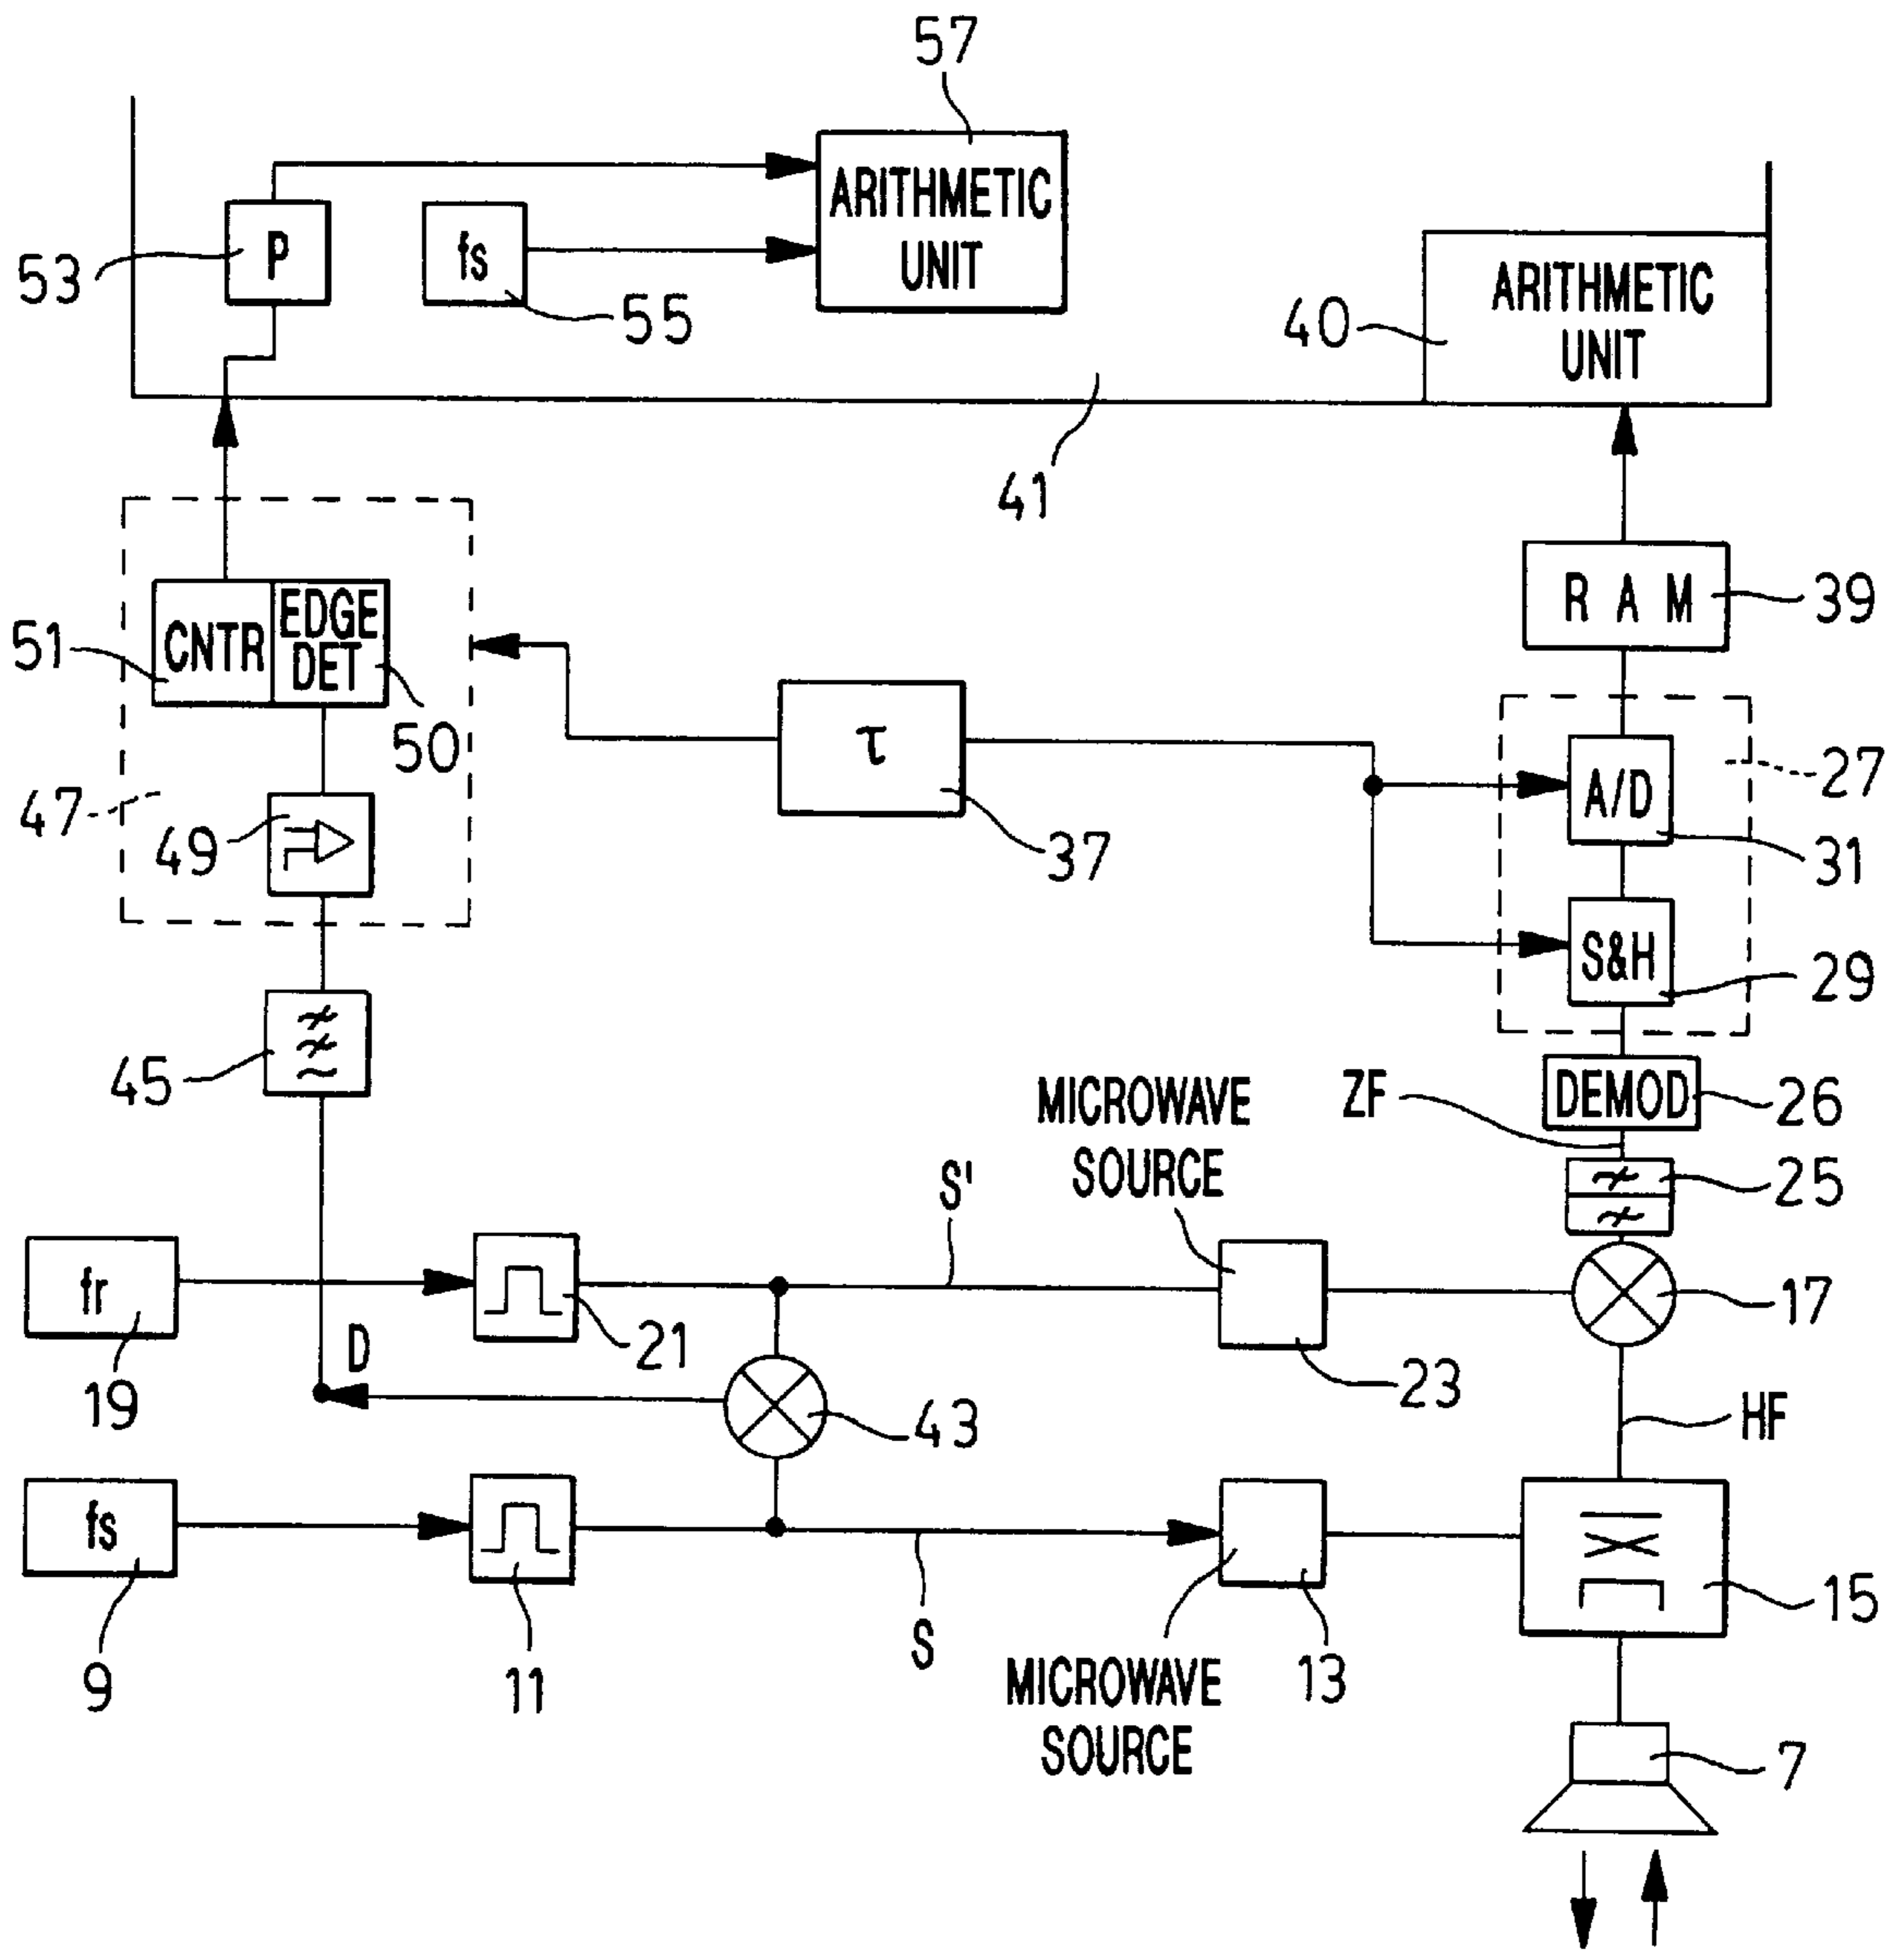 57
ARITHMETIC
UNIT
P
fs
53
55
40
ARITHMETIC
UNIT
41
R A M
39
51
CNTR
EDGE
DET
50
τ
37
27
A/D
31
47
49
S&H
29
45
MICROWAVE
SOURCE
ZF
DEMOD
26
25
S'
fr
19
21
D
23
17
43
HF
fs
9
11
S
13
MICROWAVE
SOURCE
15
7